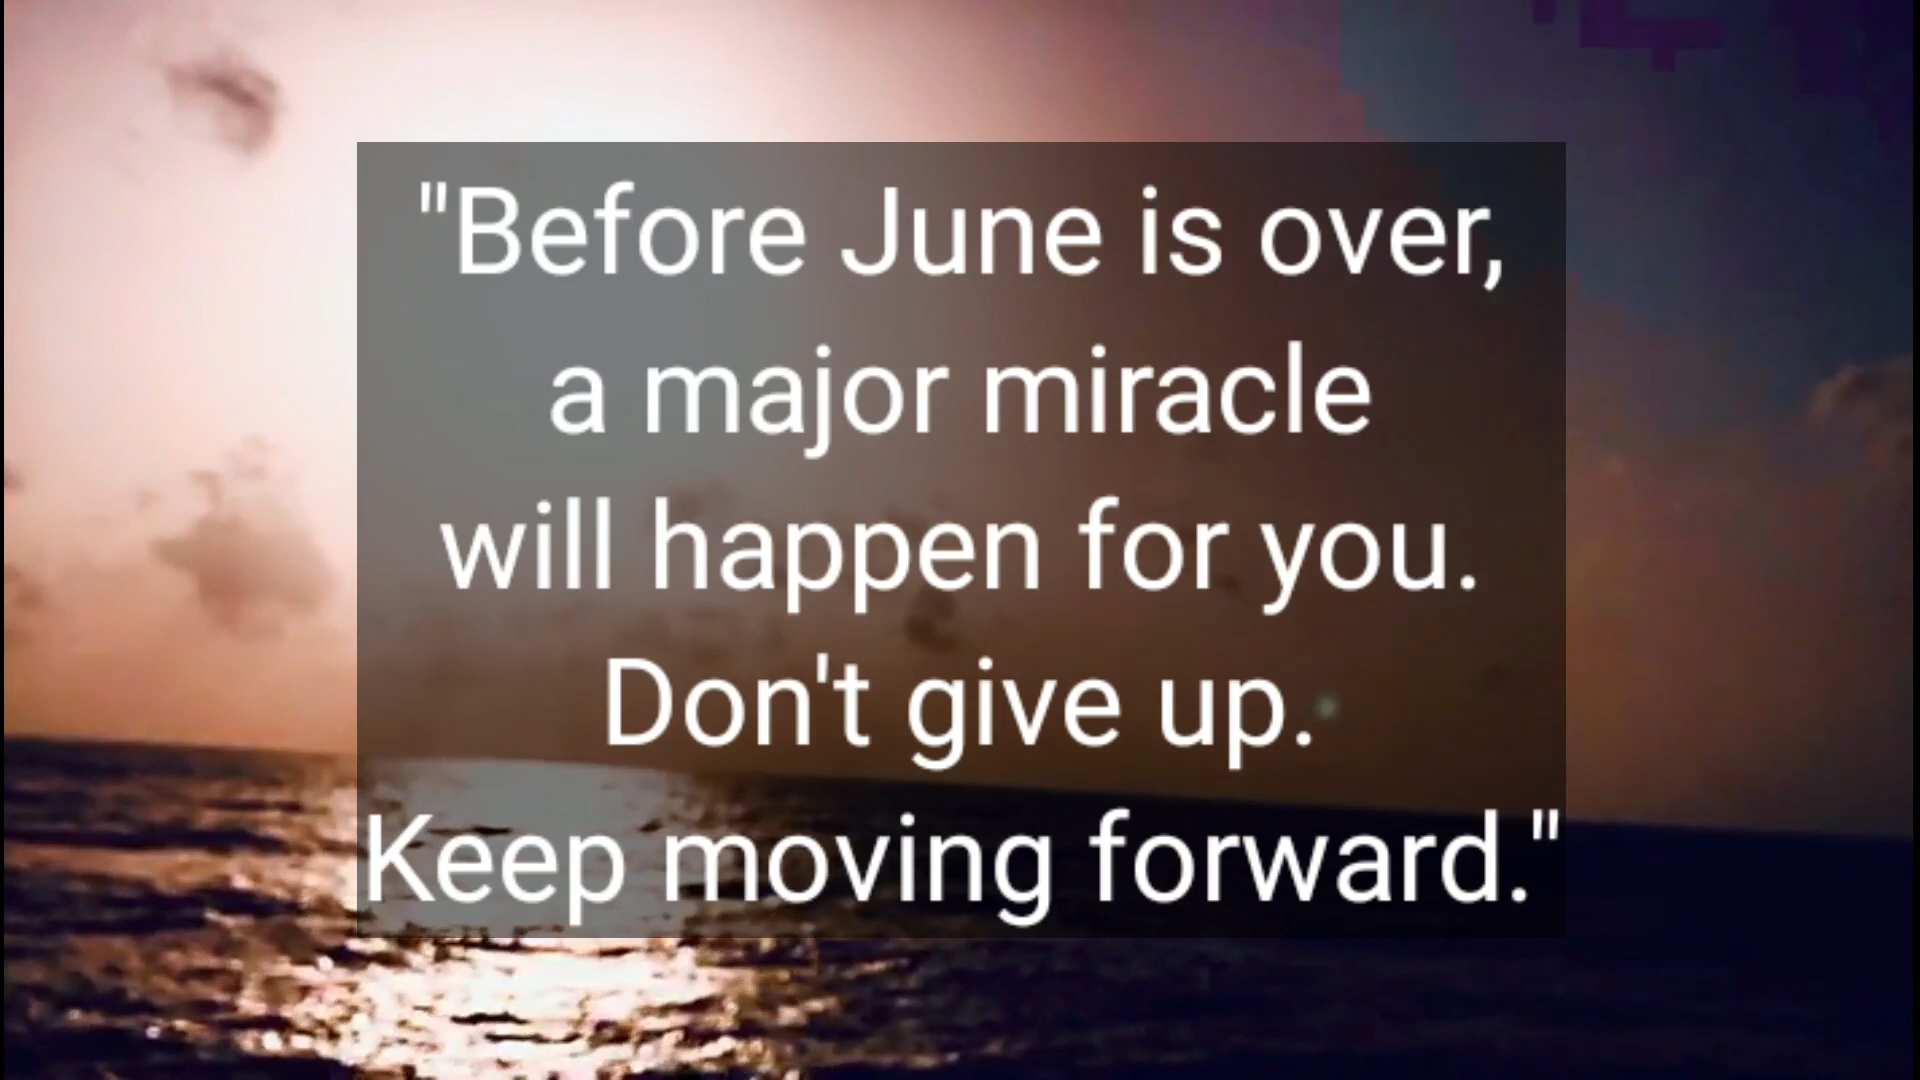 "Before June is over,
a major miracle
will happen for you.
Don't give up.
Keep moving forward."